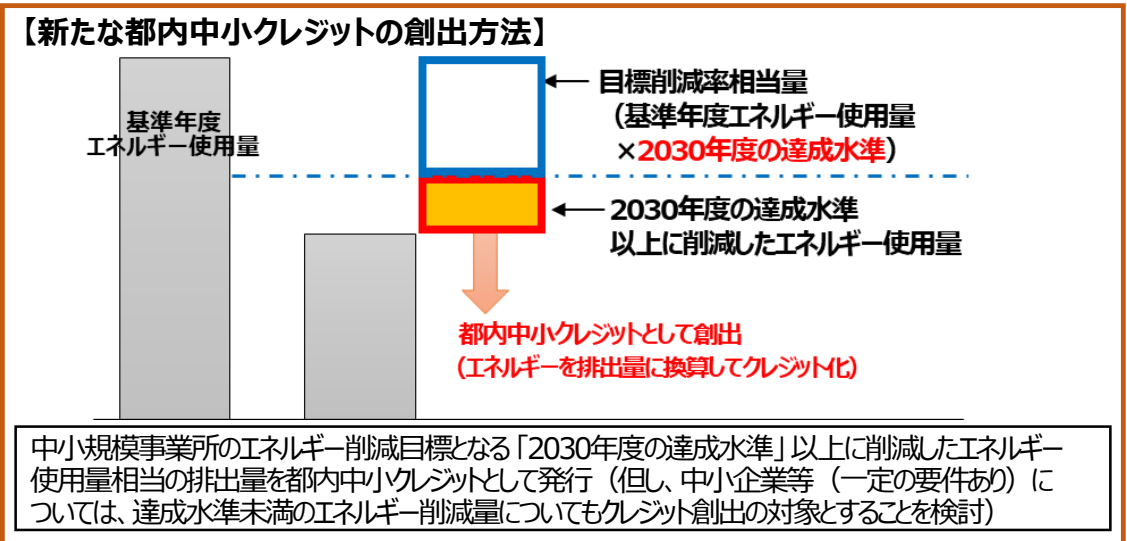 【新たな都内中小クレジットの創出方法】
基準年度
エネルギー使用量
目標削減率相当量
（基準年度エネルギー使用量
×2030年度の達成水準）
2030年度の達成水準
以上に削減したエネルギー使用量
都内中小クレジットとして創出
（エネルギーを排出量に換算してクレジット化）
中小規模事業所のエネルギー削減目標となる「2030年度の達成水準」以上に削減したエネルギー
使用量相当の排出量を都内中小クレジットとして発行（但し、中小企業等（一定の要件あり）に
ついては、達成水準未満のエネルギー削減量についてもクレジット創出の対象とすることを検討）